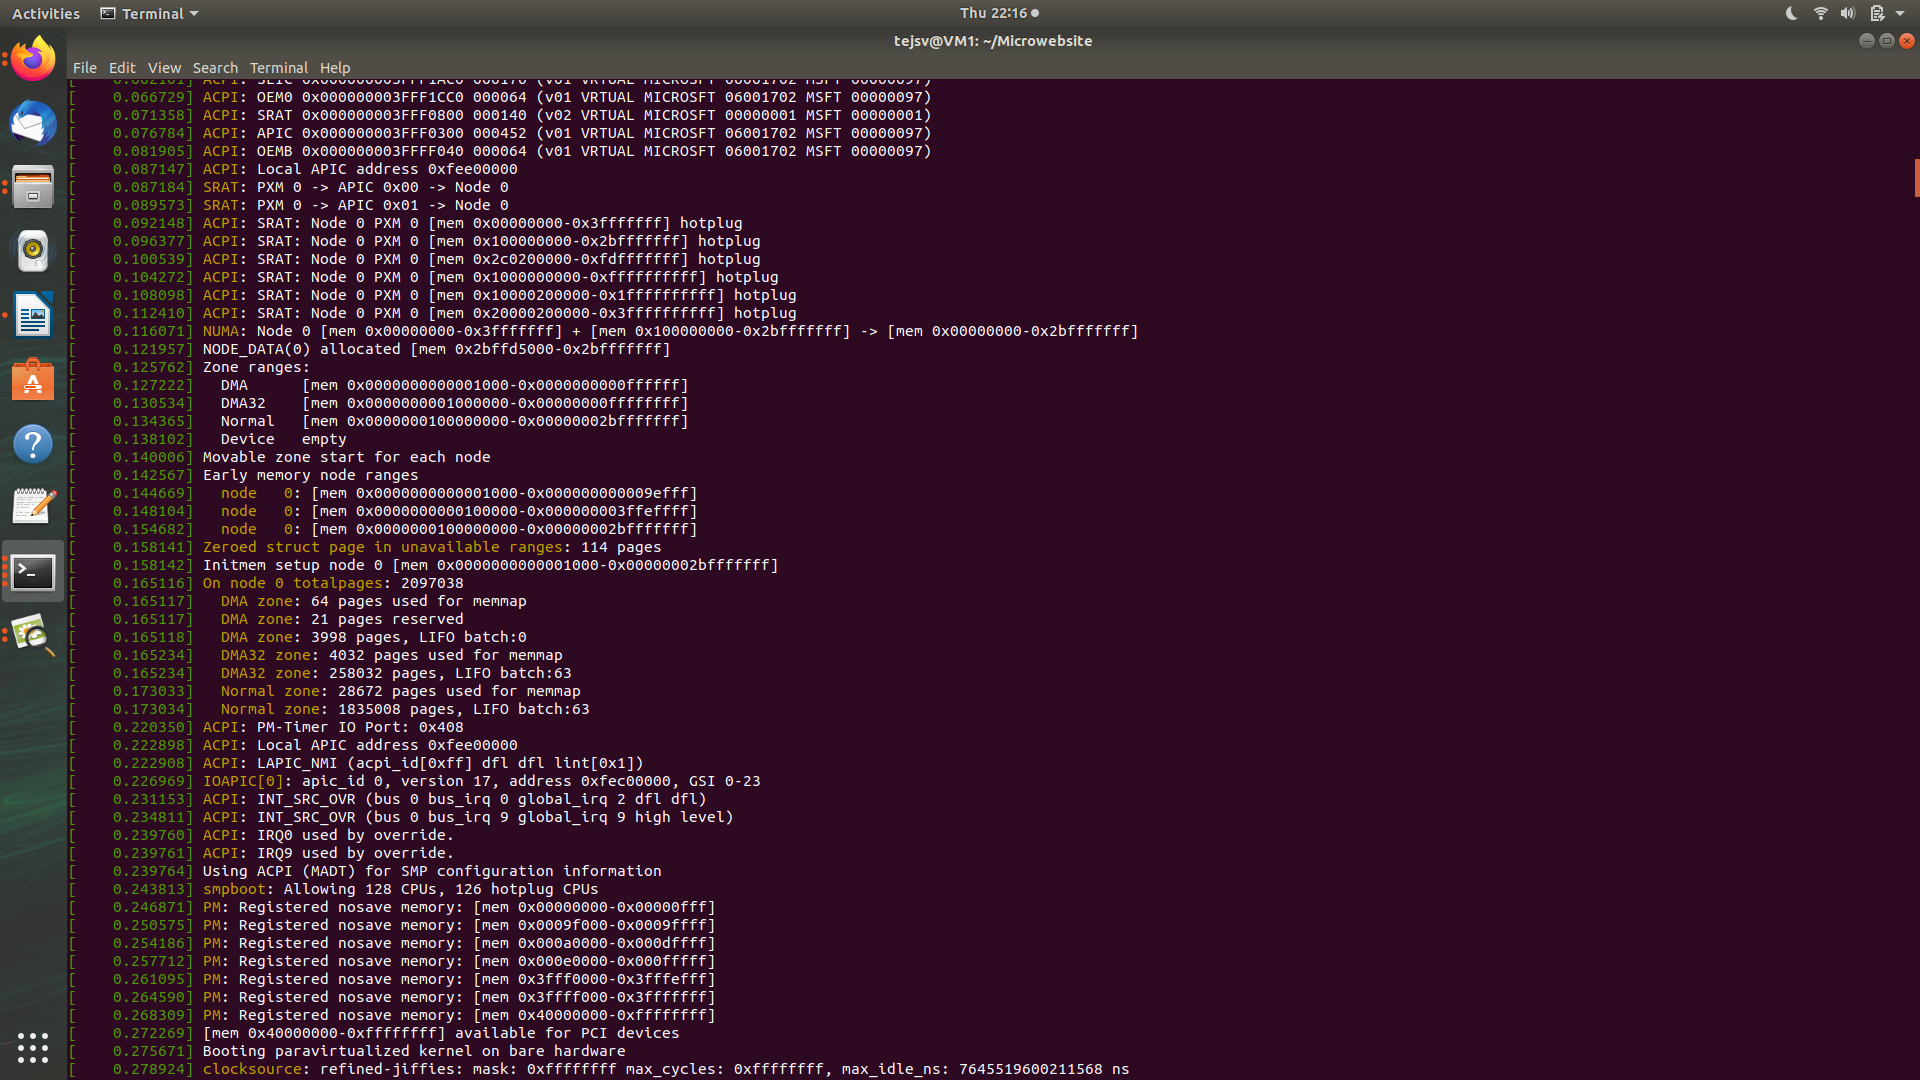 Activities
Terminal
Thu 22:16
tejsv@VM1: ~/Microwebsite
File Edit View Search Terminal Help
[    0.062161] ACPI: SLIC 0x000000003FFF1AC0 000176 (v01 VRTUAL MICROSFT 06001702 MSFT 00000097)
[    0.066729] ACPI: OEM0 0x000000003FFF1CC0 000064 (v01 VRTUAL MICROSFT 06001702 MSFT 00000097)
[    0.071358] ACPI: SRAT 0x000000003FFF0800 000140 (v02 VRTUAL MICROSFT 00000001 MSFT 00000001)
[    0.076784] ACPI: APIC 0x000000003FFF0300 000452 (v01 VRTUAL MICROSFT 06001702 MSFT 00000097)
[    0.081905] ACPI: OEMB 0x000000003FFFF040 000064 (v01 VRTUAL MICROSFT 06001702 MSFT 00000097)
[    0.087147] ACPI: Local APIC address 0xfee00000
[    0.087184] SRAT: PXM 0 -> APIC 0x00 -> Node 0
[    0.089573] SRAT: PXM 0 -> APIC 0x01 -> Node 0
[    0.092148] ACPI: SRAT: Node 0 PXM 0 [mem 0x00000000-0x3fffffff] hotplug
[    0.096377] ACPI: SRAT: Node 0 PXM 0 [mem 0x100000000-0x2bfffffff] hotplug
[    0.100539] ACPI: SRAT: Node 0 PXM 0 [mem 0x2c0200000-0xfdfffffff] hotplug
[    0.104272] ACPI: SRAT: Node 0 PXM 0 [mem 0x1000000000-0xffffffffff] hotplug
[    0.108098] ACPI: SRAT: Node 0 PXM 0 [mem 0x10000200000-0x1ffffffffff] hotplug
[    0.112410] ACPI: SRAT: Node 0 PXM 0 [mem 0x20000200000-0x3ffffffffff] hotplug
[    0.116071] NUMA: Node 0 [mem 0x00000000-0x3fffffff] + [mem 0x100000000-0x2bfffffff] -> [mem 0x00000000-0x2bfffffff]
[    0.121957] NODE_DATA(0) allocated [mem 0x2bffd5000-0x2bfffffff]
[    0.125762] Zone ranges:
[    0.127222]   DMA      [mem 0x0000000000001000-0x0000000000ffffff]
[    0.130534]   DMA32    [mem 0x0000000001000000-0x00000000ffffffff]
[    0.134365]   Normal   [mem 0x0000000100000000-0x00000002bfffffff]
[    0.138102]   Device   empty
[    0.140006] Movable zone start for each node
[    0.142567] Early memory node ranges
[    0.144669]   node   0: [mem 0x0000000000001000-0x000000000009efff]
[    0.148104]   node   0: [mem 0x0000000000100000-0x000000003ffeffff]
[    0.154682]   node   0: [mem 0x0000000100000000-0x00000002bfffffff]
[    0.158141] Zeroed struct page in unavailable ranges: 114 pages
[    0.158142] Initmem setup node 0 [mem 0x0000000000001000-0x00000002bfffffff]
[    0.165116] On node 0 totalpages: 2097038
[    0.165117]   DMA zone: 64 pages used for memmap
[    0.165117]   DMA zone: 21 pages reserved
[    0.165118]   DMA zone: 3998 pages, LIFO batch:0
[    0.165234]   DMA32 zone: 4032 pages used for memmap
[    0.165234]   DMA32 zone: 258032 pages, LIFO batch:63
[    0.173033]   Normal zone: 28672 pages used for memmap
[    0.173034]   Normal zone: 1835008 pages, LIFO batch:63
[    0.220350] ACPI: PM-Timer IO Port: 0x408
[    0.222898] ACPI: Local APIC address 0xfee00000
[    0.222908] ACPI: LAPIC_NMI (acpi_id[0xff] dfl dfl lint[0x1])
[    0.226969] IOAPIC[0]: apic_id 0, version 17, address 0xfec00000, GSI 0-23
[    0.231153] ACPI: INT_SRC_OVR (bus 0 bus_irq 0 global_irq 2 dfl dfl)
[    0.234811] ACPI: INT_SRC_OVR (bus 0 bus_irq 9 global_irq 9 high level)
[    0.239760] ACPI: IRQ0 used by override.
[    0.239761] ACPI: IRQ9 used by override.
[    0.239764] Using ACPI (MADT) for SMP configuration information
[    0.243813] smpboot: Allowing 128 CPUs, 126 hotplug CPUs
[    0.246871] PM: Registered nosave memory: [mem 0x00000000-0x00000fff]
[    0.250575] PM: Registered nosave memory: [mem 0x0009f000-0x0009ffff]
[    0.254186] PM: Registered nosave memory: [mem 0x000a0000-0x000dffff]
[    0.257712] PM: Registered nosave memory: [mem 0x000e0000-0x000fffff]
[    0.261095] PM: Registered nosave memory: [mem 0x3fff0000-0x3fffefff]
[    0.264590] PM: Registered nosave memory: [mem 0x3ffff000-0x3fffffff]
[    0.268309] PM: Registered nosave memory: [mem 0x40000000-0xffffffff]
[    0.272269] [mem 0x40000000-0xffffffff] available for PCI devices
[    0.275671] Booting paravirtualized kernel on bare hardware
[    0.278924] clocksource: refined-jiffies: mask: 0xffffffff max_cycles: 0xffffffff, max_idle_ns: 7645519600211568 ns